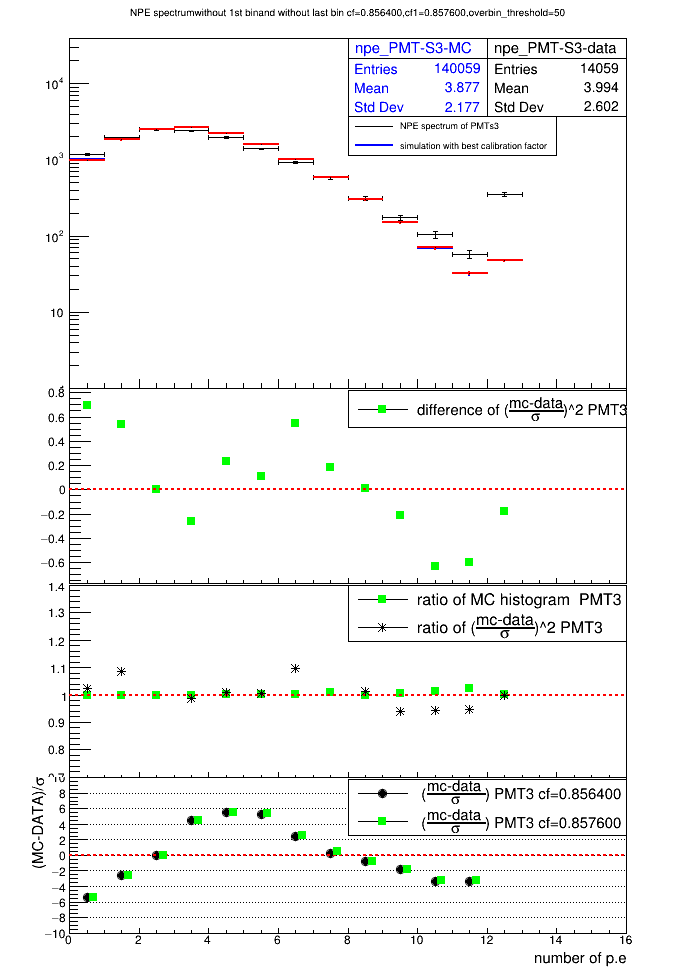 NPE spectrumwithout 1st binand without last bin cf=0.856400,cf1=0.857600,overbin_threshold=50
npe_PMT-S3-MC
Entries 140059
Mean 3.877
Std Dev 2.177
npe_PMT-S3-data
Entries 14059
Mean 3.994
Std Dev 2.602
NPE spectrum of PMTs3
simulation with best calibration factor
10^4
10^3
10^2
10
difference of (mc-data/σ)^2 PMT3
0.8
0.6
0.4
0.2
0
−0.2
−0.4
−0.6
ratio of MC histogram PMT3
ratio of (mc-data/σ)^2 PMT3
1.4
1.3
1.2
1.1
1
0.9
0.8
(mc-data/σ) PMT3 cf=0.856400
(mc-data/σ) PMT3 cf=0.857600
(MC-DATA)/σ
8
6
4
2
0
−2
−4
−6
−8
−10
0 2 4 6 8 10 12 14 16
number of p.e